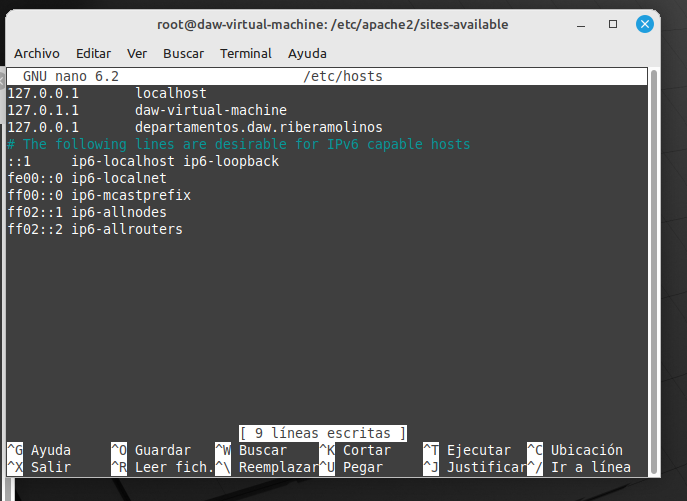 root@daw-virtual-machine: /etc/apache2/sites-available
Archivo Editar Ver Buscar Terminal Ayuda
GNU nano 6.2 /etc/hosts
127.0.0.1 localhost
127.0.1.1 daw-virtual-machine
127.0.0.1 departamentos.daw.riberamolinos
# The following lines are desirable for IPv6 capable hosts
::1 ip6-localhost ip6-loopback
fe00::0 ip6-localnet
ff00::0 ip6-mcastprefix
ff02::1 ip6-allnodes
ff02::2 ip6-allrouters
[ 9 líneas escritas ]
^G Ayuda ^O Guardar ^W Buscar ^K Cortar ^T Ejecutar ^C Ubicación
^X Salir ^R Leer fich. ^\ Reemplazar ^U Pegar ^J Justificar ^/ Ir a línea